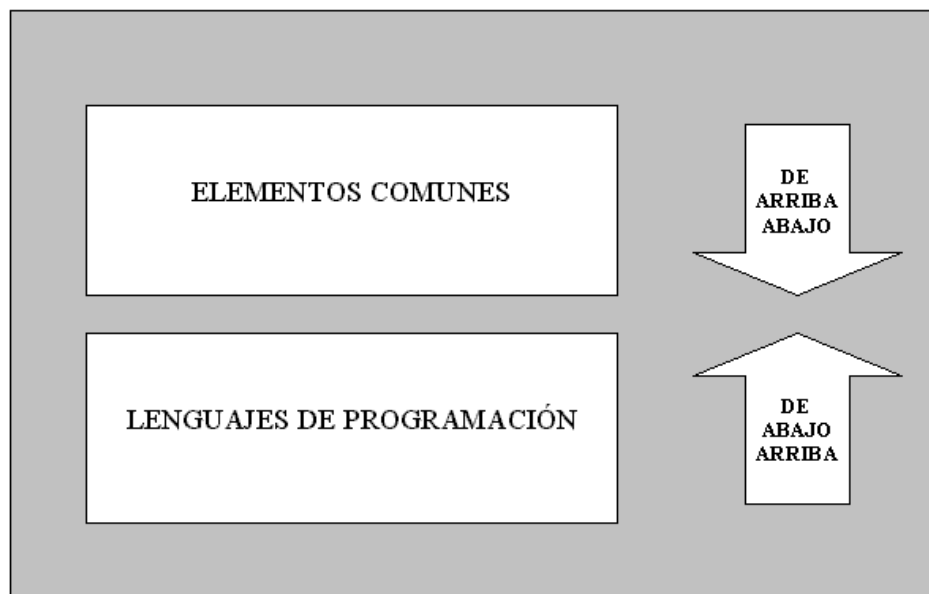 ELEMENTOS COMUNES
DE
ARRIBA
ABAJO
LENGUAJES DE PROGRAMACIÓN
DE
ABAJO
ARRIBA